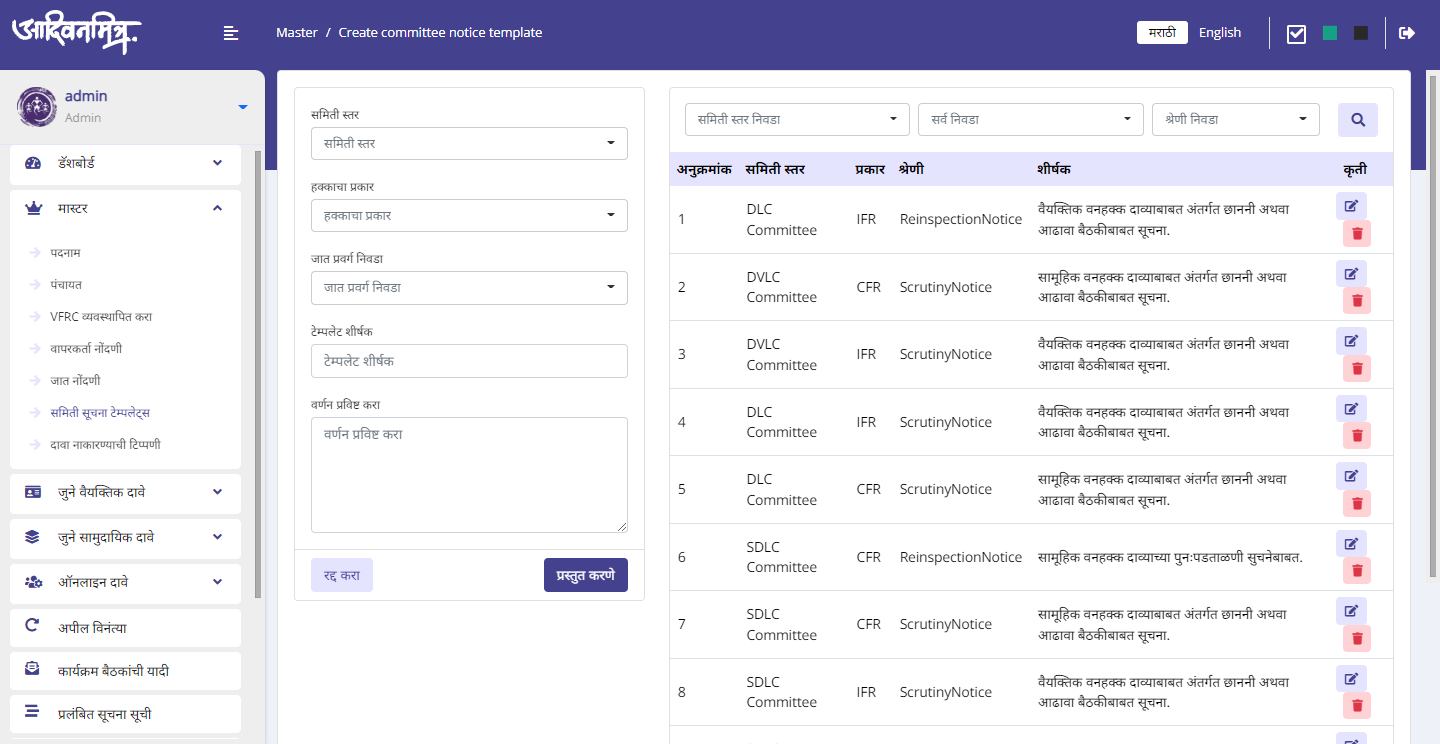 आदिवनमित्र
Master / Create committee notice template
मराठी English
admin
Admin
डॅशबोर्ड
मास्टर
पदनाम
पंचायत
VFRC व्यवस्थापित करा
वापरकर्ता नोंदणी
जात नोंदणी
समिती सूचना टेम्पलेट्स
दावा नाकारण्याची टिप्पणी
जुने वैयक्तिक दावे
जुने सामुदायिक दावे
ऑनलाइन दावे
अपील विनंत्या
कार्यक्रम बैठकांची यादी
प्रलंबित सूचना सूची
समिती स्तर
समिती स्तर
हक्काचा प्रकार
हक्काचा प्रकार
जात प्रवर्ग निवडा
जात प्रवर्ग निवडा
टेम्पलेट शीर्षक
टेम्पलेट शीर्षक
वर्णन प्रविष्ट करा
वर्णन प्रविष्ट करा
रद्द करा प्रस्तुत करणे
समिती स्तर निवडा सर्व निवडा श्रेणी निवडा
अनुक्रमांक समिती स्तर प्रकार श्रेणी शीर्षक कृती
1 DLC Committee IFR ReinspectionNotice वैयक्तिक वनहक्क दाव्याबाबत अंतर्गत छाननी अथवा
आढावा बैठकीबाबत सूचना.
2 DVLC Committee CFR ScrutinyNotice सामूहिक वनहक्क दाव्याबाबत अंतर्गत छाननी अथवा
आढावा बैठकीबाबत सूचना.
3 DVLC Committee IFR ScrutinyNotice वैयक्तिक वनहक्क दाव्याबाबत अंतर्गत छाननी अथवा
आढावा बैठकीबाबत सूचना.
4 DLC Committee IFR ScrutinyNotice वैयक्तिक वनहक्क दाव्याबाबत अंतर्गत छाननी अथवा
आढावा बैठकीबाबत सूचना.
5 DLC Committee CFR ScrutinyNotice सामूहिक वनहक्क दाव्याबाबत अंतर्गत छाननी अथवा
आढावा बैठकीबाबत सूचना.
6 SDLC Committee CFR ReinspectionNotice सामूहिक वनहक्क दाव्याच्या पुनःपडताळणी सुचनेबाबत.
7 SDLC Committee CFR ScrutinyNotice सामूहिक वनहक्क दाव्याबाबत अंतर्गत छाननी अथवा
आढावा बैठकीबाबत सूचना.
8 SDLC Committee IFR ScrutinyNotice वैयक्तिक वनहक्क दाव्याबाबत अंतर्गत छाननी अथवा
आढावा बैठकीबाबत सूचना.